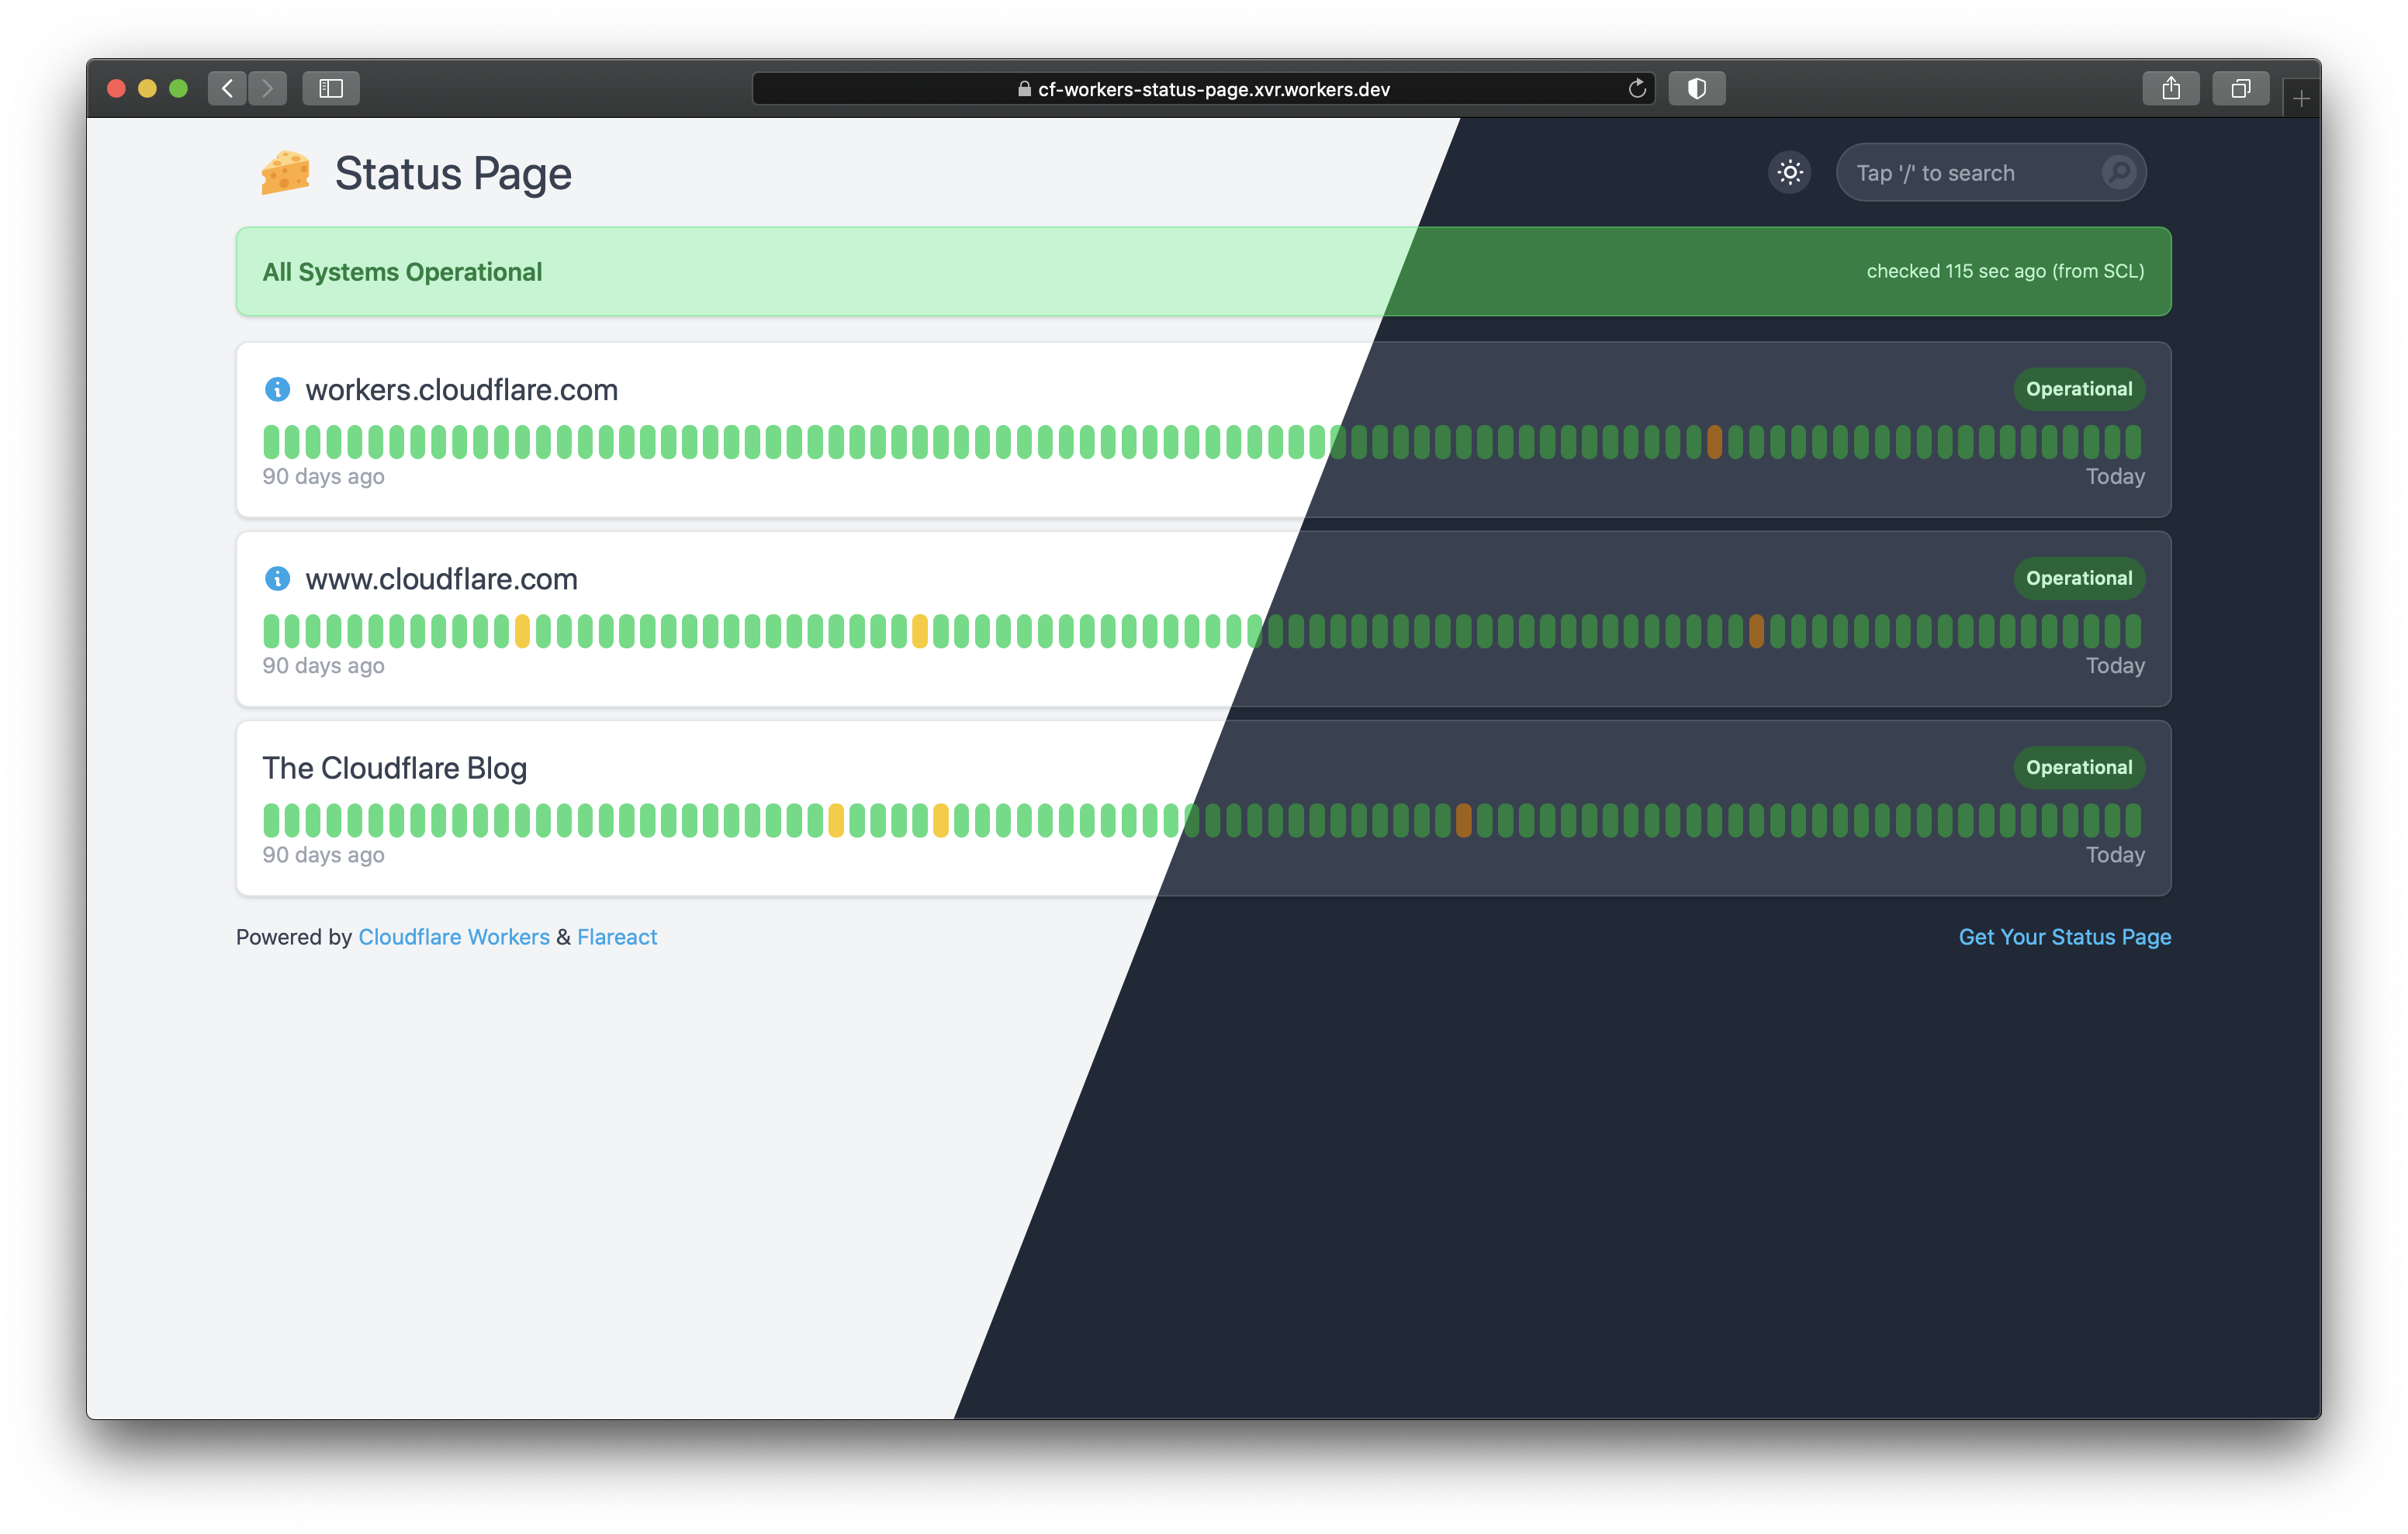 cf-workers-status-page.xvr.workers.dev
Status Page
Tap '/' to search
All Systems Operational
checked 115 sec ago (from SCL)
workers.cloudflare.com
Operational
90 days ago
Today
www.cloudflare.com
Operational
90 days ago
Today
The Cloudflare Blog
Operational
90 days ago
Today
Powered by Cloudflare Workers & Flareact
Get Your Status Page